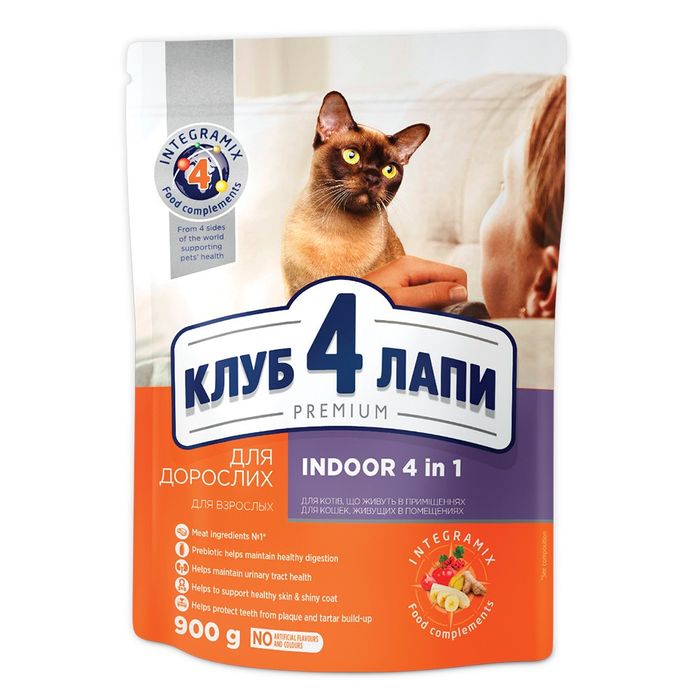 INTEGRAMIX
4
Food complements
From 4 sides
of the world
supporting
pets' health
КЛУБ 4 ЛАПИ
PREMIUM
ДЛЯ
ДОРОСЛИХ
ДЛЯ ВЗРОСЛЫХ
INDOOR 4 in 1
ДЛЯ КОТІВ, ЩО ЖИВУТЬ В ПРИМІЩЕННЯХ
ДЛЯ КОШЕК, ЖИВУЩИХ В ПОМЕЩЕНИЯХ
Meat ingredients №1*
Prebiotic helps maintain healthy digestion
Helps maintain urinary tract health
Helps to support healthy skin & shiny coat
Helps protect teeth from plaque and tartar build-up
900 g
NO ARTIFICIAL FLAVOURS
AND COLOURS
INTEGRAMIX
Food complements
*See composition